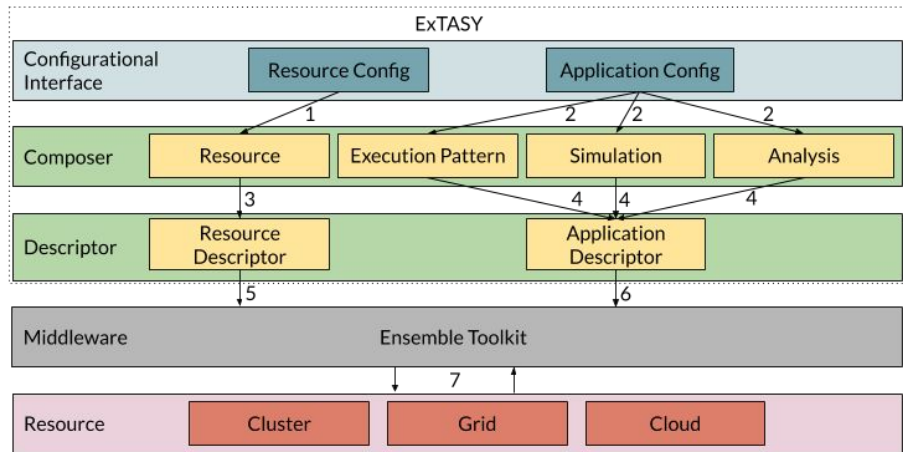 ExTASY
Configurational
Interface
Resource Config
Application Config
1
2
2
2
Composer
Resource
Execution Pattern
Simulation
Analysis
3
4
4
4
Descriptor
Resource
Descriptor
Application
Descriptor
5
6
Middleware
Ensemble Toolkit
7
Resource
Cluster
Grid
Cloud